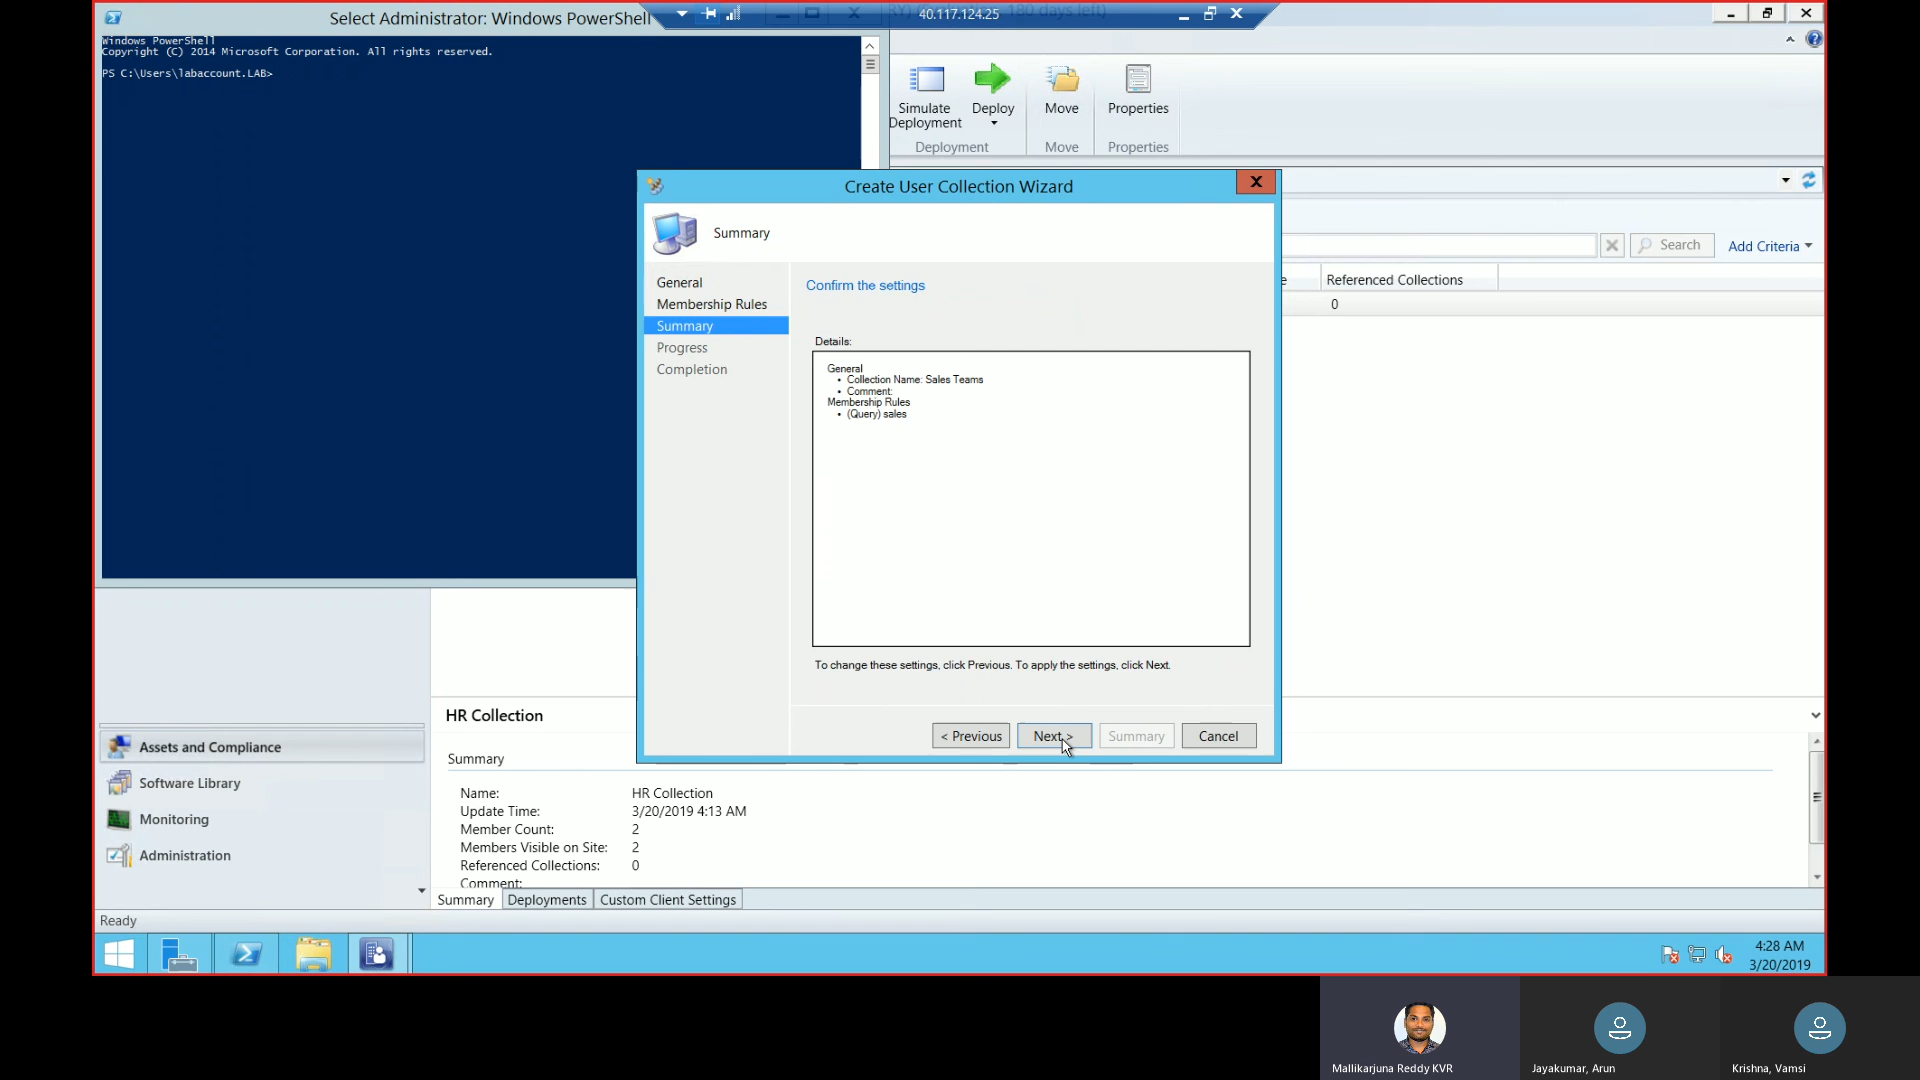 Select Administrator: Windows PowerShell
40.117.124.25
180 days left)
Windows PowerShell
Copyright (C) 2014 Microsoft Corporation. All rights reserved.
PS C:\Users\labaccount.LAB>
Simulate
Deployment
Deploy
Move
Properties
Deployment
Move
Properties
Create User Collection Wizard
Summary
General
Membership Rules
Summary
Progress
Completion
Confirm the settings
Details:
General
• Collection Name: Sales Teams
• Comment:
Membership Rules
• (Query) sales
To change these settings, click Previous. To apply the settings, click Next.
< Previous
Next >
Summary
Cancel
Search
Add Criteria
Referenced Collections
0
Assets and Compliance
Software Library
Monitoring
Administration
HR Collection
Summary
Name: HR Collection
Update Time: 3/20/2019 4:13 AM
Member Count: 2
Members Visible on Site: 2
Referenced Collections: 0
Comment:
Summary
Deployments
Custom Client Settings
Ready
4:28 AM
3/20/2019
Mallikarjuna Reddy KVR
Jayakumar, Arun
Krishna, Vamsi